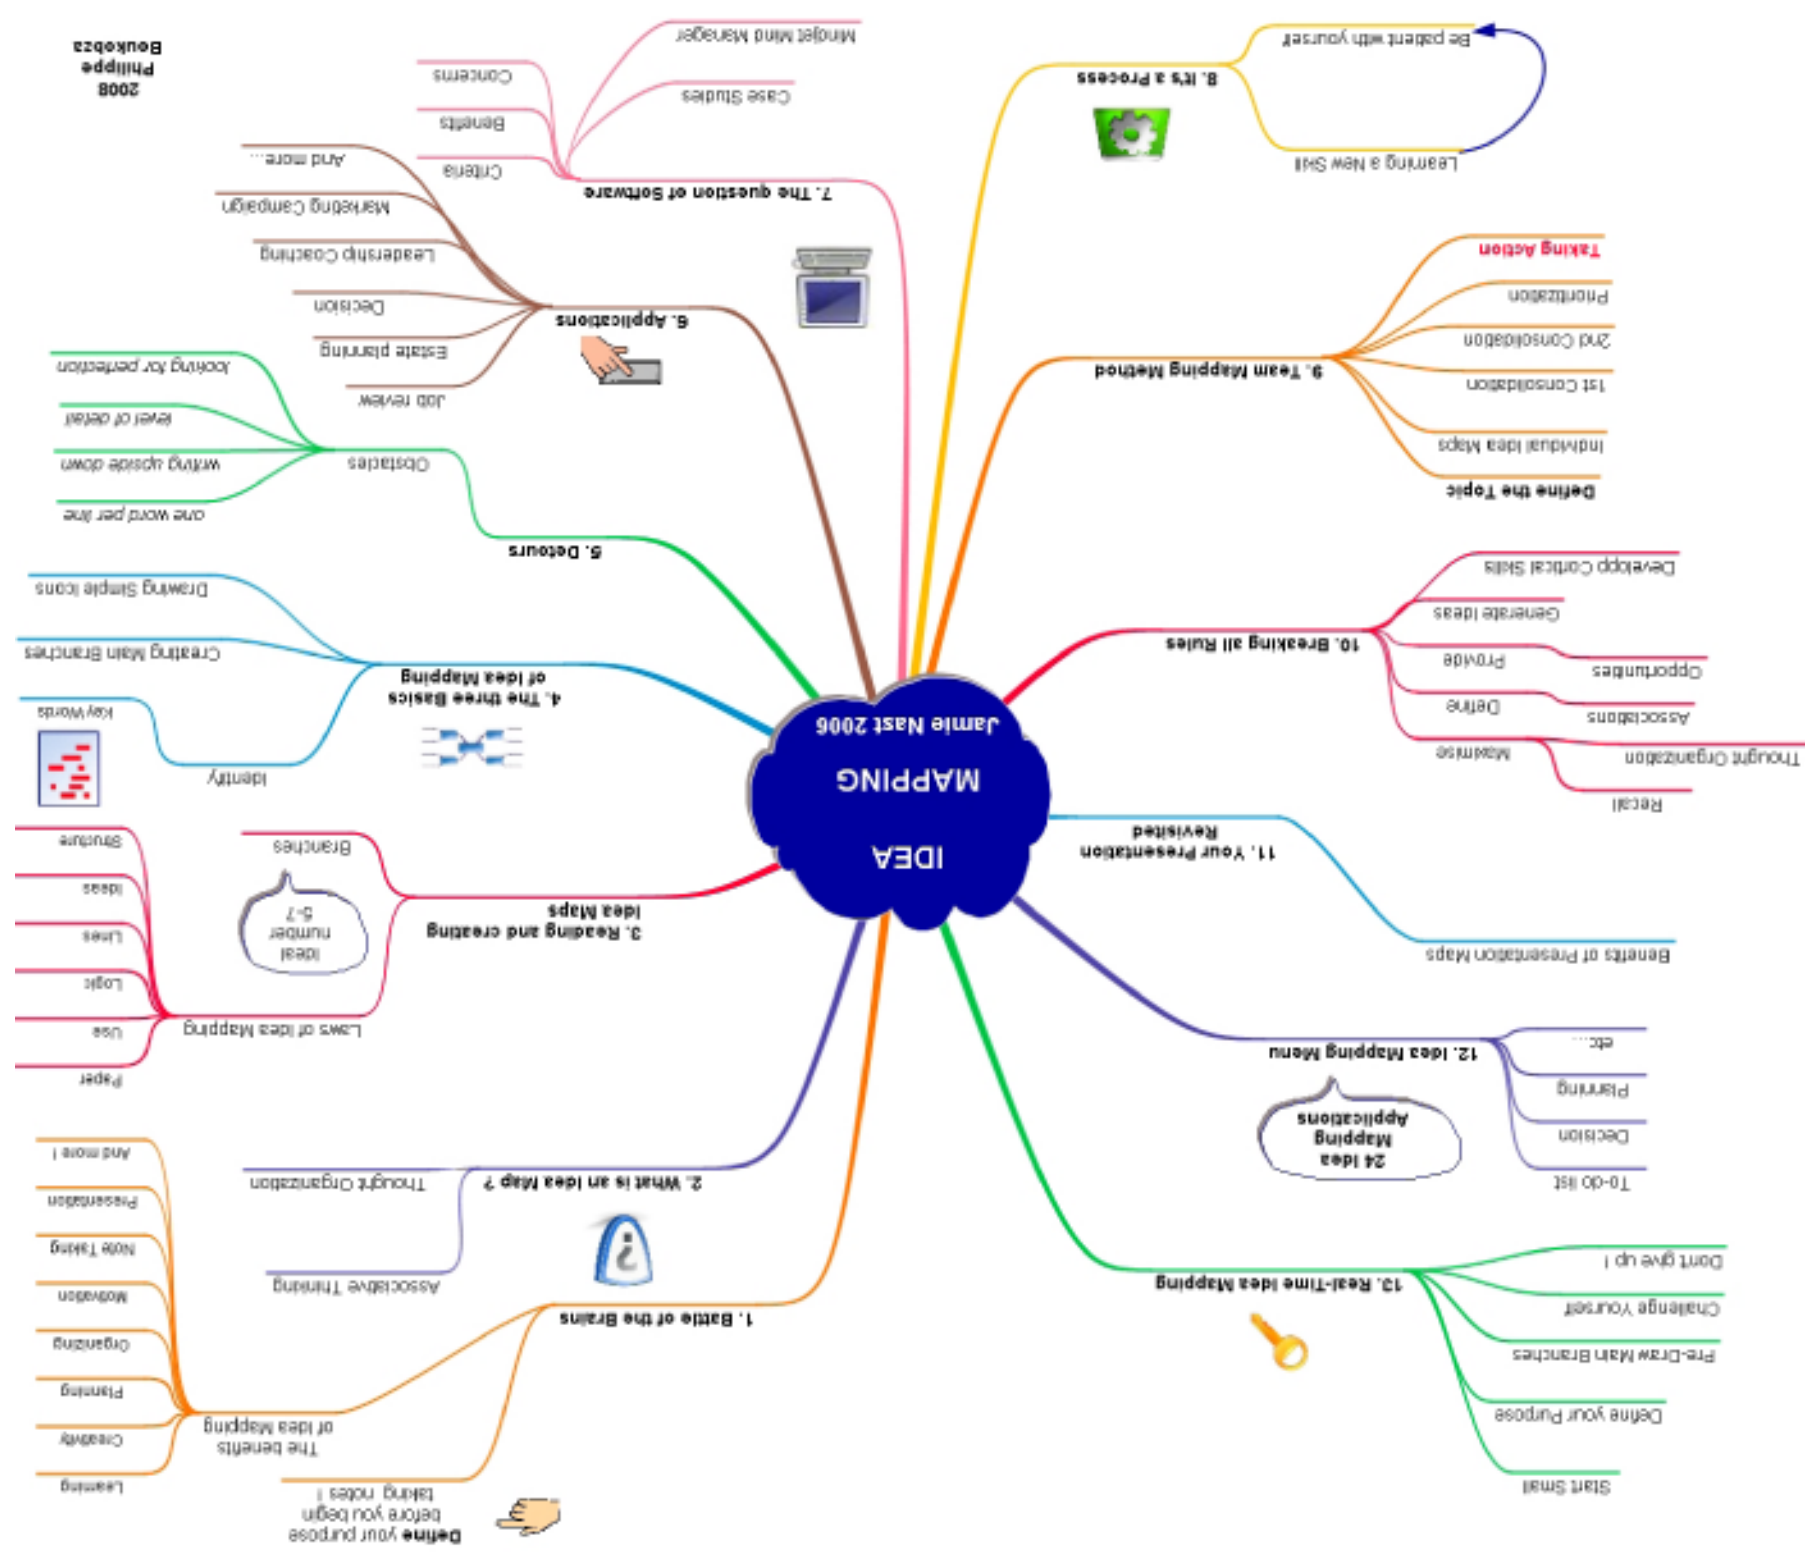 IDEA
MAPPING
Jamie Nast 2006
1. Battle of the Brains
Define your purpose
before you begin
taking notes !
The benefits
of Idea Mapping
Learning
Creativity
Planning
Organizing
Motivation
Note Taking
Presentation
And more !
2. What is an Idea Map ?
Associative Thinking
Thought Organization
3. Reading and creating
Idea Maps
Laws of Idea Mapping
Paper
Use
Logic
Lines
Ideas
Structure
Branches
Ideal
number
5-7
4. The three Basics
of Idea Mapping
Identify
Key Words
Creating Main Branches
Drawing Simple Icons
5. Detours
Obstacles
one word per line
writing upside down
level of detail
looking for perfection
6. Applications
Job review
Estate planning
Decision
Leadership Coaching
Marketing Campaign
And more...
7. The question of Software
Criteria
Benefits
Concerns
Case Studies
Mindjet Mind Manager
8. It's a Process
Learning a New Skill
Be patient with yourself
9. Team Mapping Method
Define the Topic
Individual Idea Maps
1st Consolidation
2nd Consolidation
Prioritization
Taking Action
10. Breaking all Rules
Maximise
Recall
Thought Organization
Define
Associations
Provide
Opportunities
Generate Ideas
Developp Cortical Skills
11. Your Presentation
Revisited
Benefits of Presentation Maps
12. Idea Mapping Menu
24 Idea
Mapping
Applications
To-do list
Decision
Planning
etc...
13. Real-Time Idea Mapping
Start Small
Define your Purpose
Pre-Draw Main Branches
Challenge Yourself
Don't give up !
2008
Philippe
Boukobza